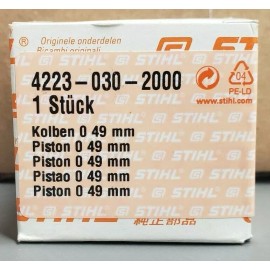 Originele onderdelen
Ricambi originali
STIHL
4223-030-2000
1 Stück
04
PE-LD
www.stihl.com
Kolben 0 49 mm
Piston 0 49 mm
Piston 0 49 mm
Pistao 0 49 mm
Piston 0 49 mm
STIHL
純正部品